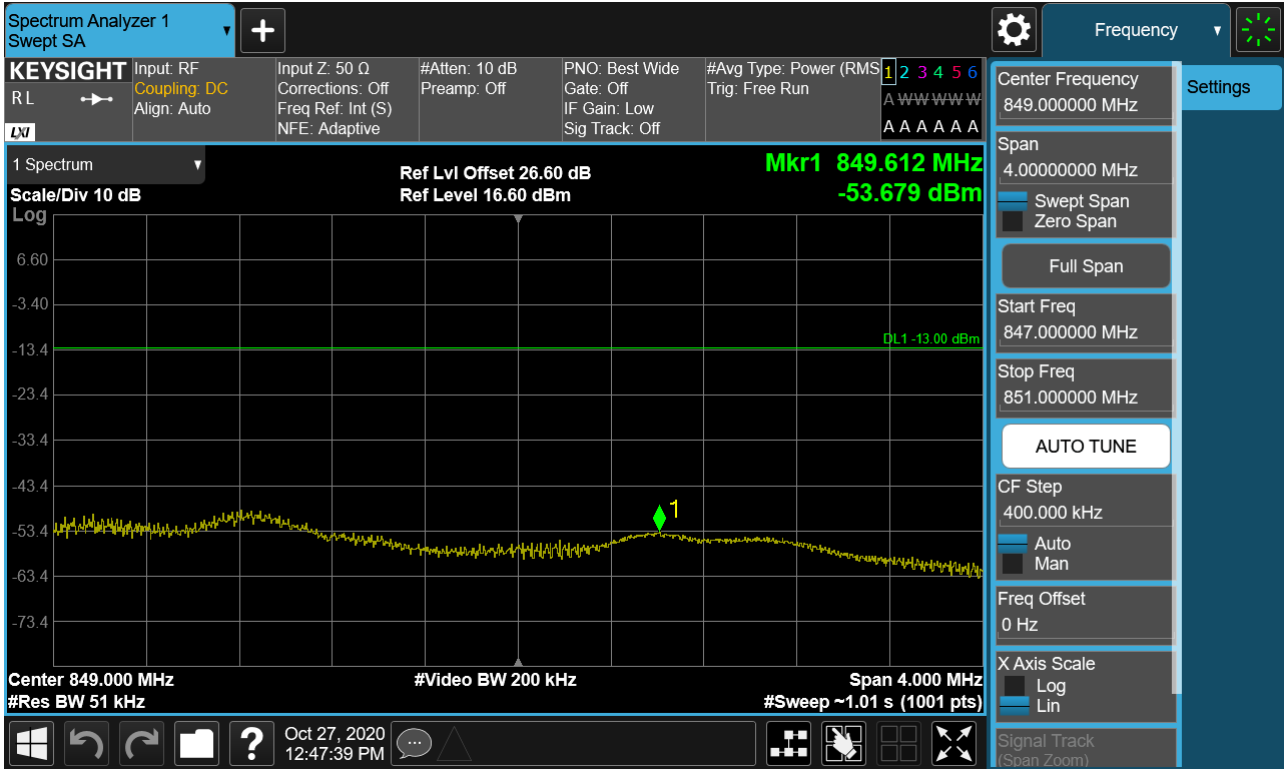 Spectrum Analyzer 1
Swept SA
Frequency
KEYSIGHT
R L
LXI
Input: RF
Coupling: DC
Align: Auto
Input Z: 50 Ω
Corrections: Off
Freq Ref: Int (S)
NFE: Adaptive
#Atten: 10 dB
Preamp: Off
PNO: Best Wide
Gate: Off
IF Gain: Low
Sig Track: Off
#Avg Type: Power (RMS
Trig: Free Run
1 2 3 4 5 6
A W W W W W
A A A A A A
1 Spectrum
Scale/Div 10 dB
Log
Ref Lvl Offset 26.60 dB
Ref Level 16.60 dBm
Mkr1 849.612 MHz
-53.679 dBm
6.60
-3.40
DL1 -13.00 dBm
-13.4
-23.4
-33.4
-43.4
1
-53.4
-63.4
-73.4
Center 849.000 MHz
#Video BW 200 kHz
Span 4.000 MHz
#Res BW 51 kHz
#Sweep ~1.01 s (1001 pts)
Oct 27, 2020
12:47:39 PM
?
Center Frequency
849.000000 MHz
Settings
Span
4.00000000 MHz
Swept Span
Zero Span
Full Span
Start Freq
847.000000 MHz
Stop Freq
851.000000 MHz
AUTO TUNE
CF Step
400.000 kHz
Auto
Man
Freq Offset
0 Hz
X Axis Scale
Log
Lin
Signal Track
(Span Zoom)